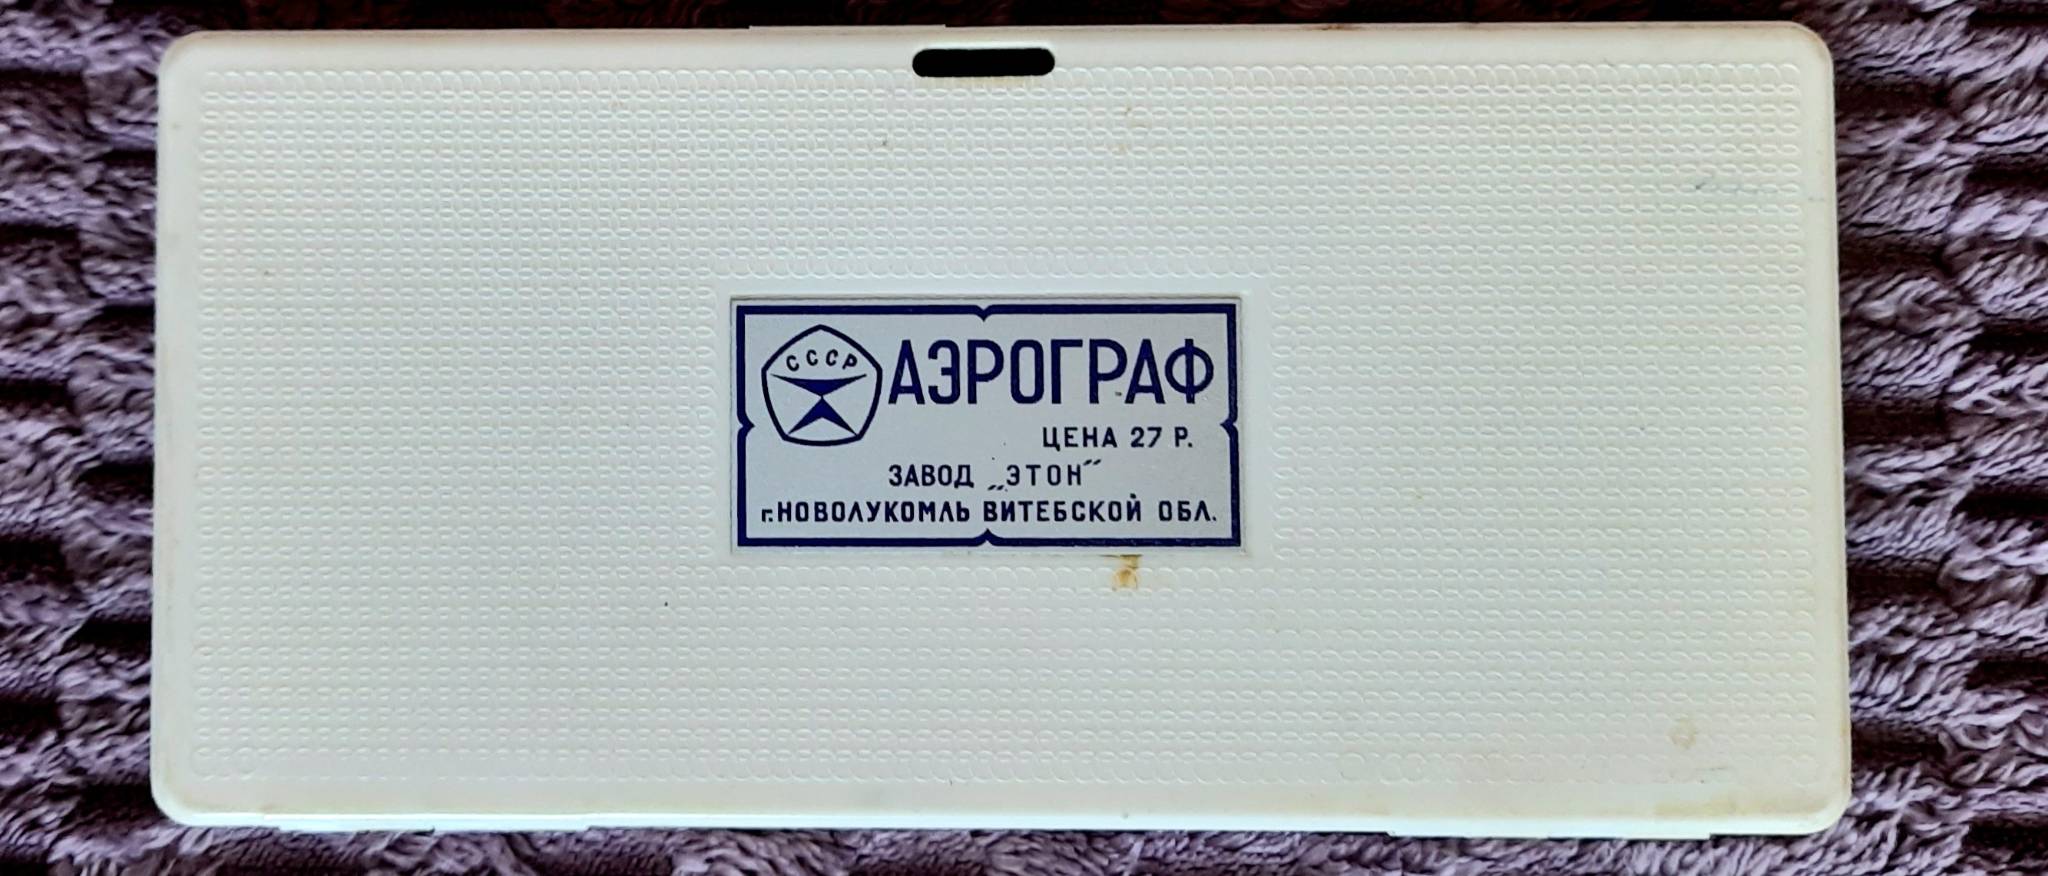 СССР
АЭРОГРАФ
ЦЕНА 27 Р.
ЗАВОД „ЭТОН“
г. НОВОЛУКОМЛЬ ВИТЕБСКОЙ ОБЛ.